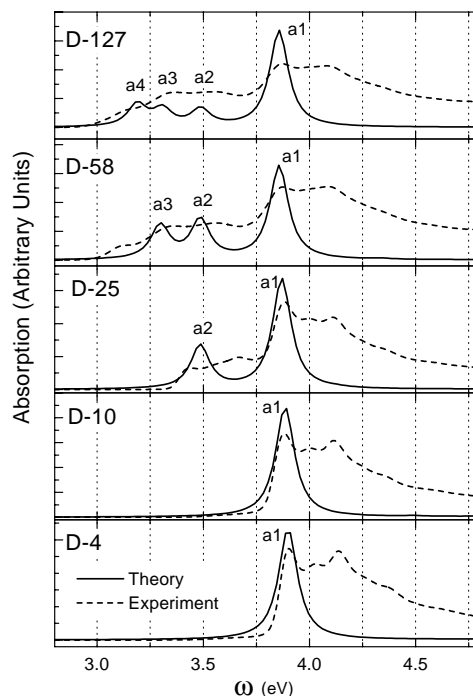 D-127
a4 a3 a2 a1
D-58
a3 a2 a1
D-25
a2 a1
D-10
a1
D-4
a1
Theory
Experiment
Absorption (Arbitrary Units)
3.0 3.5 4.0 4.5
ω (eV)